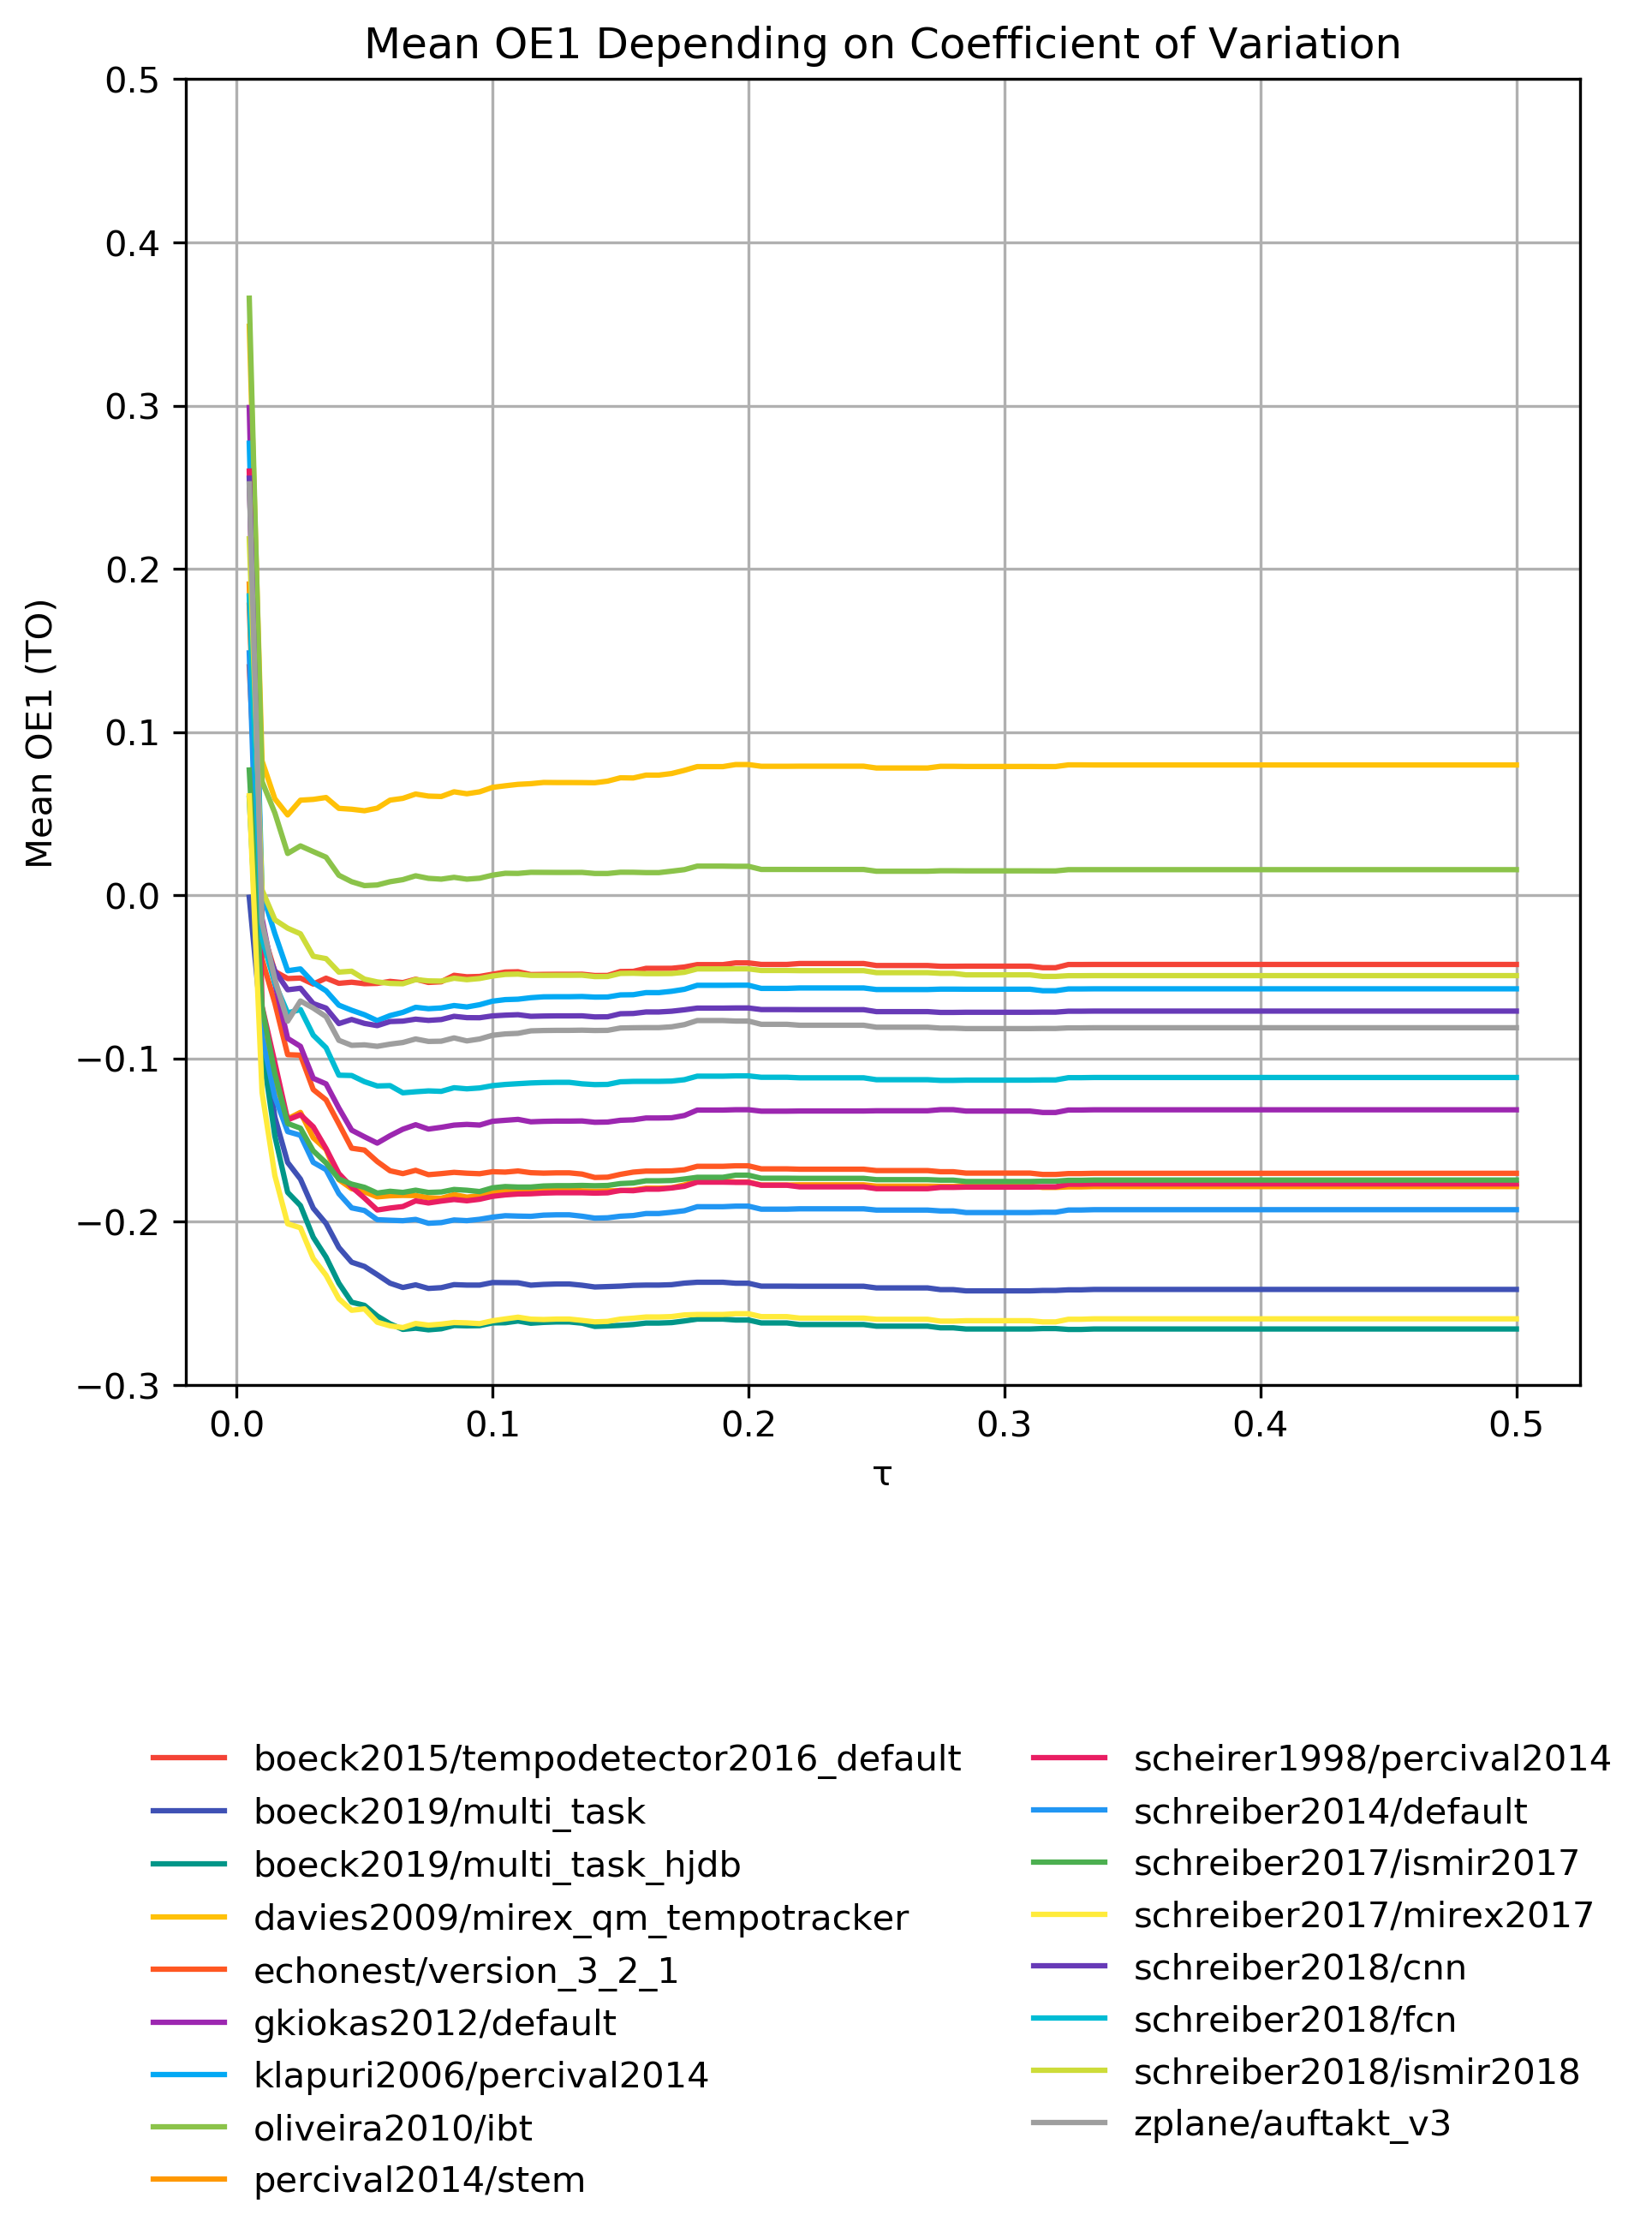 Mean OE1 Depending on Coefficient of Variation
0.5
0.4
0.3
0.2
0.1
0.0
−0.1
−0.2
−0.3
Mean OE1 (TO)
0.0 0.1 0.2 0.3 0.4 0.5
τ
boeck2015/tempodetector2016_default
boeck2019/multi_task
boeck2019/multi_task_hjdb
davies2009/mirex_qm_tempotracker
echonest/version_3_2_1
gkiokas2012/default
klapuri2006/percival2014
oliveira2010/ibt
percival2014/stem
scheirer1998/percival2014
schreiber2014/default
schreiber2017/ismir2017
schreiber2017/mirex2017
schreiber2018/cnn
schreiber2018/fcn
schreiber2018/ismir2018
zplane/auftakt_v3